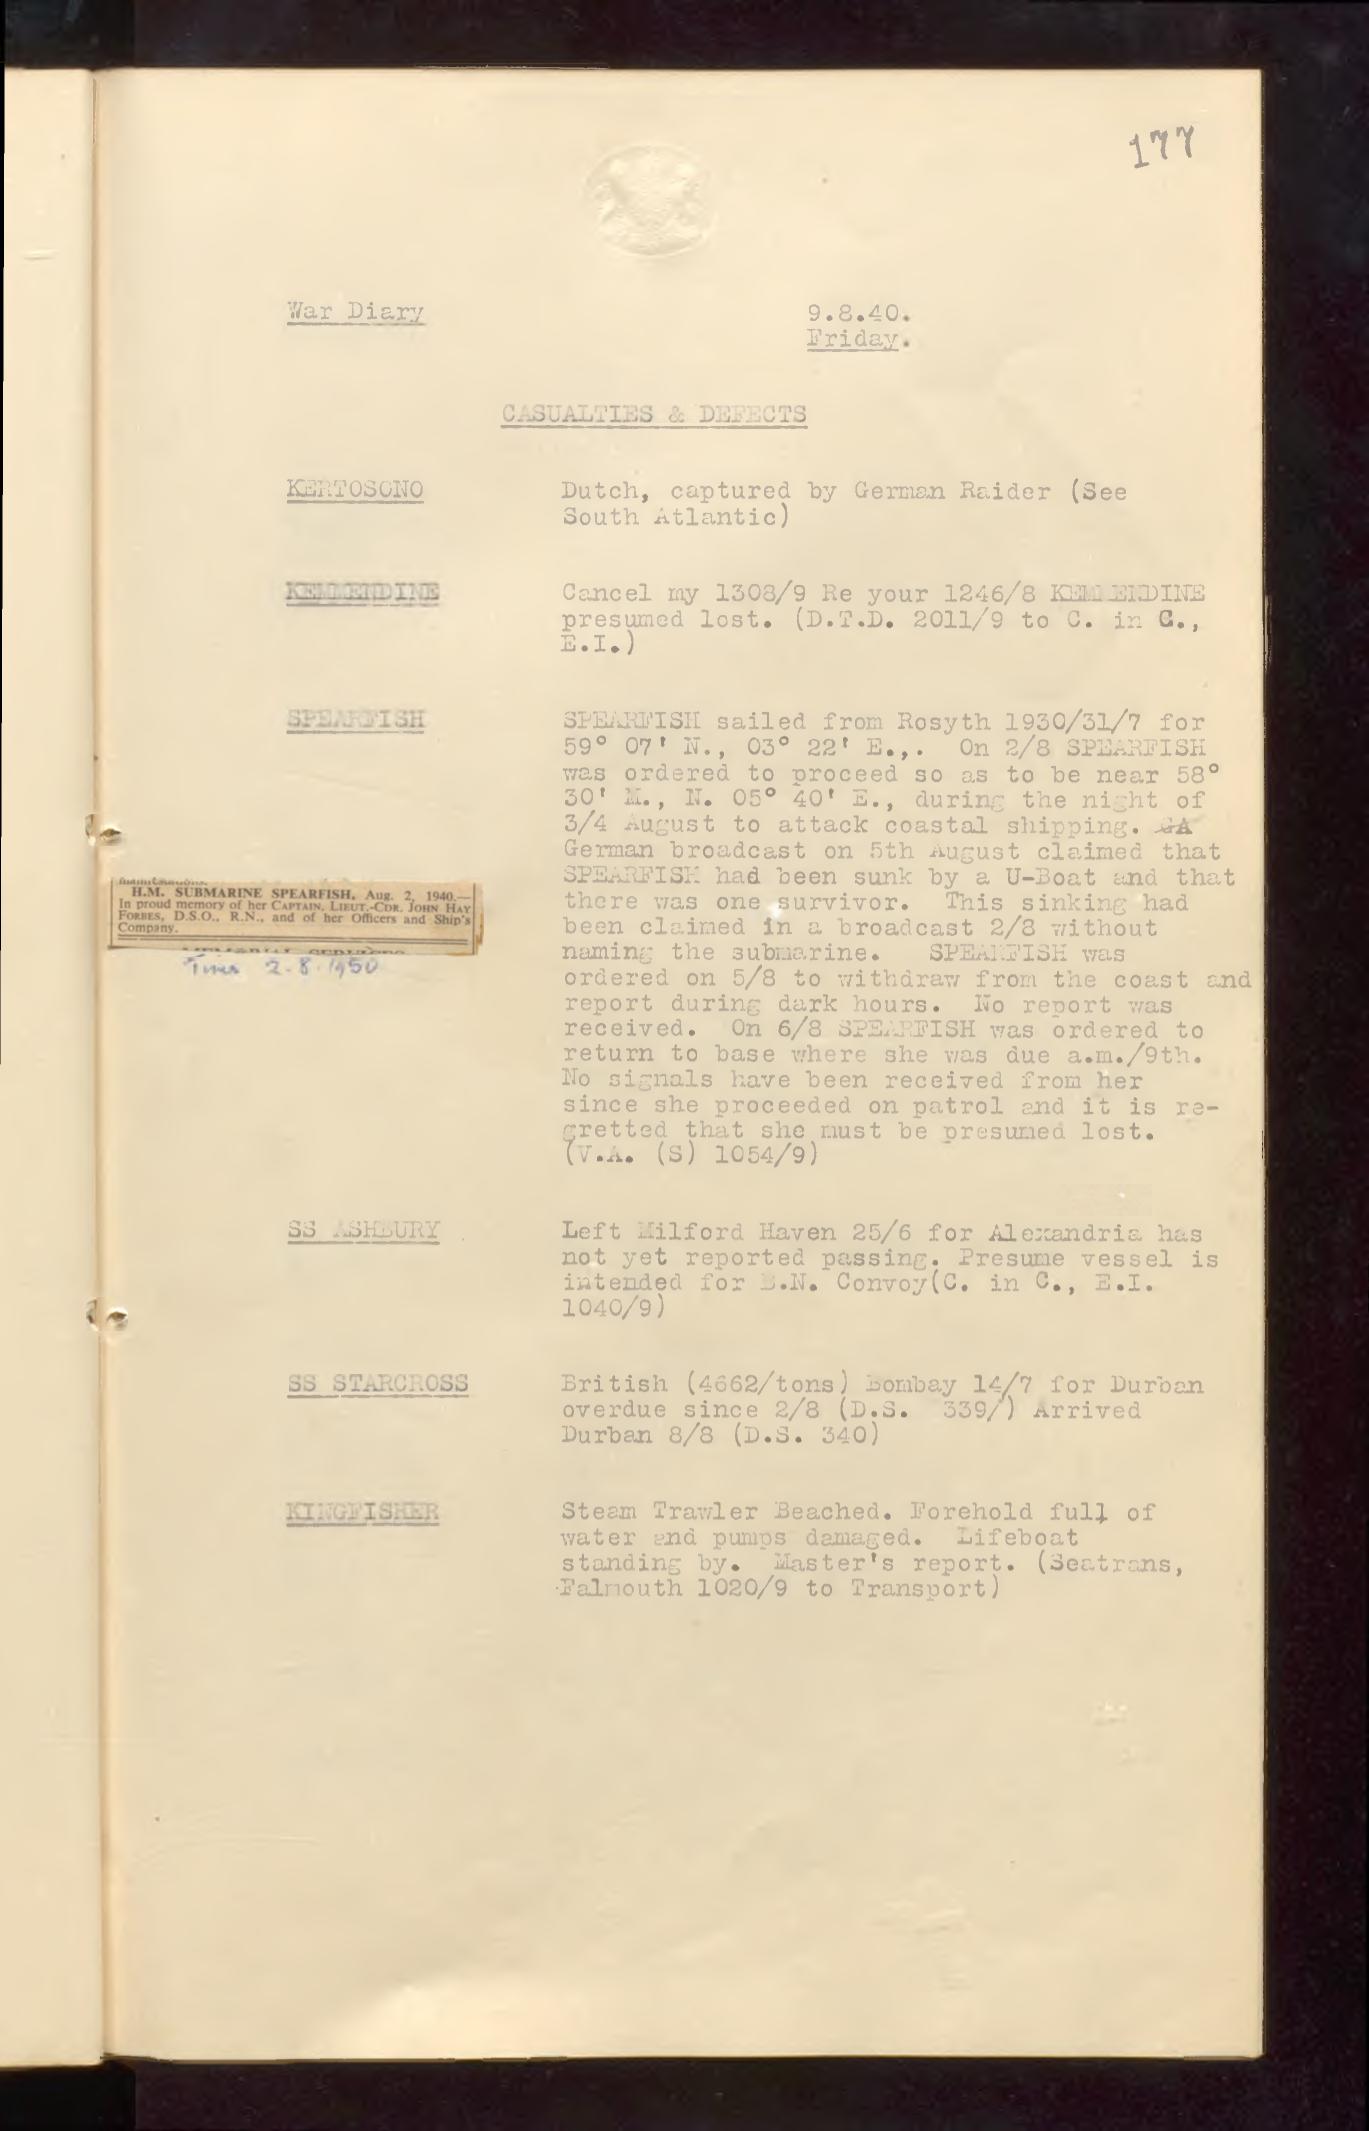 177
War Diary
9.8.40.
Friday.
CASUALTIES & DEFECTS
KERTOSONO
Dutch, captured by German Raider (See
South Atlantic)
KEMMENDINE
Cancel my 1308/9 Re your 1246/8 KEMMENDINE
presumed lost. (D.T.D. 2011/9 to C. in C.,
E.I.)
SPEARFISH
SPEARFISH sailed from Rosyth 1930/31/7 for
59° 07' N., 03° 22' E.,. On 2/8 SPEARFISH
was ordered to proceed so as to be near 58°
30' M., N. 05° 40' E., during the night of
3/4 August to attack coastal shipping. GA
German broadcast on 5th August claimed that
SPEARFISH had been sunk by a U-Boat and that
there was one survivor. This sinking had
been claimed in a broadcast 2/8 without
naming the submarine. SPEARFISH was
ordered on 5/8 to withdraw from the coast and
report during dark hours. No report was
received. On 6/8 SPEARFISH was ordered to
return to base where she was due a.m./9th.
No signals have been received from her
since she proceeded on patrol and it is re-
gretted that she must be presumed lost.
(V.A. (S) 1054/9)
H.M. SUBMARINE SPEARFISH, Aug. 2, 1940.—
In proud memory of her CAPTAIN, LIEUT.-CDR. JOHN HAY
FORBES, D.S.O., R.N., and of her Officers and Ship's
Company.
MEMORIAL SERVICES
Times 2.8.1950
SS ASHBURY
Left Milford Haven 25/6 for Alexandria has
not yet reported passing. Presume vessel is
intended for B.N. Convoy(C. in C., E.I.
1040/9)
SS STARCROSS
British (4662/tons) Bombay 14/7 for Durban
overdue since 2/8 (D.S. 339/) Arrived
Durban 8/8 (D.S. 340)
KINGFISHER
Steam Trawler Beached. Forehold full of
water and pumps damaged. Lifeboat
standing by. Master's report. (Seatrans,
Falmouth 1020/9 to Transport)